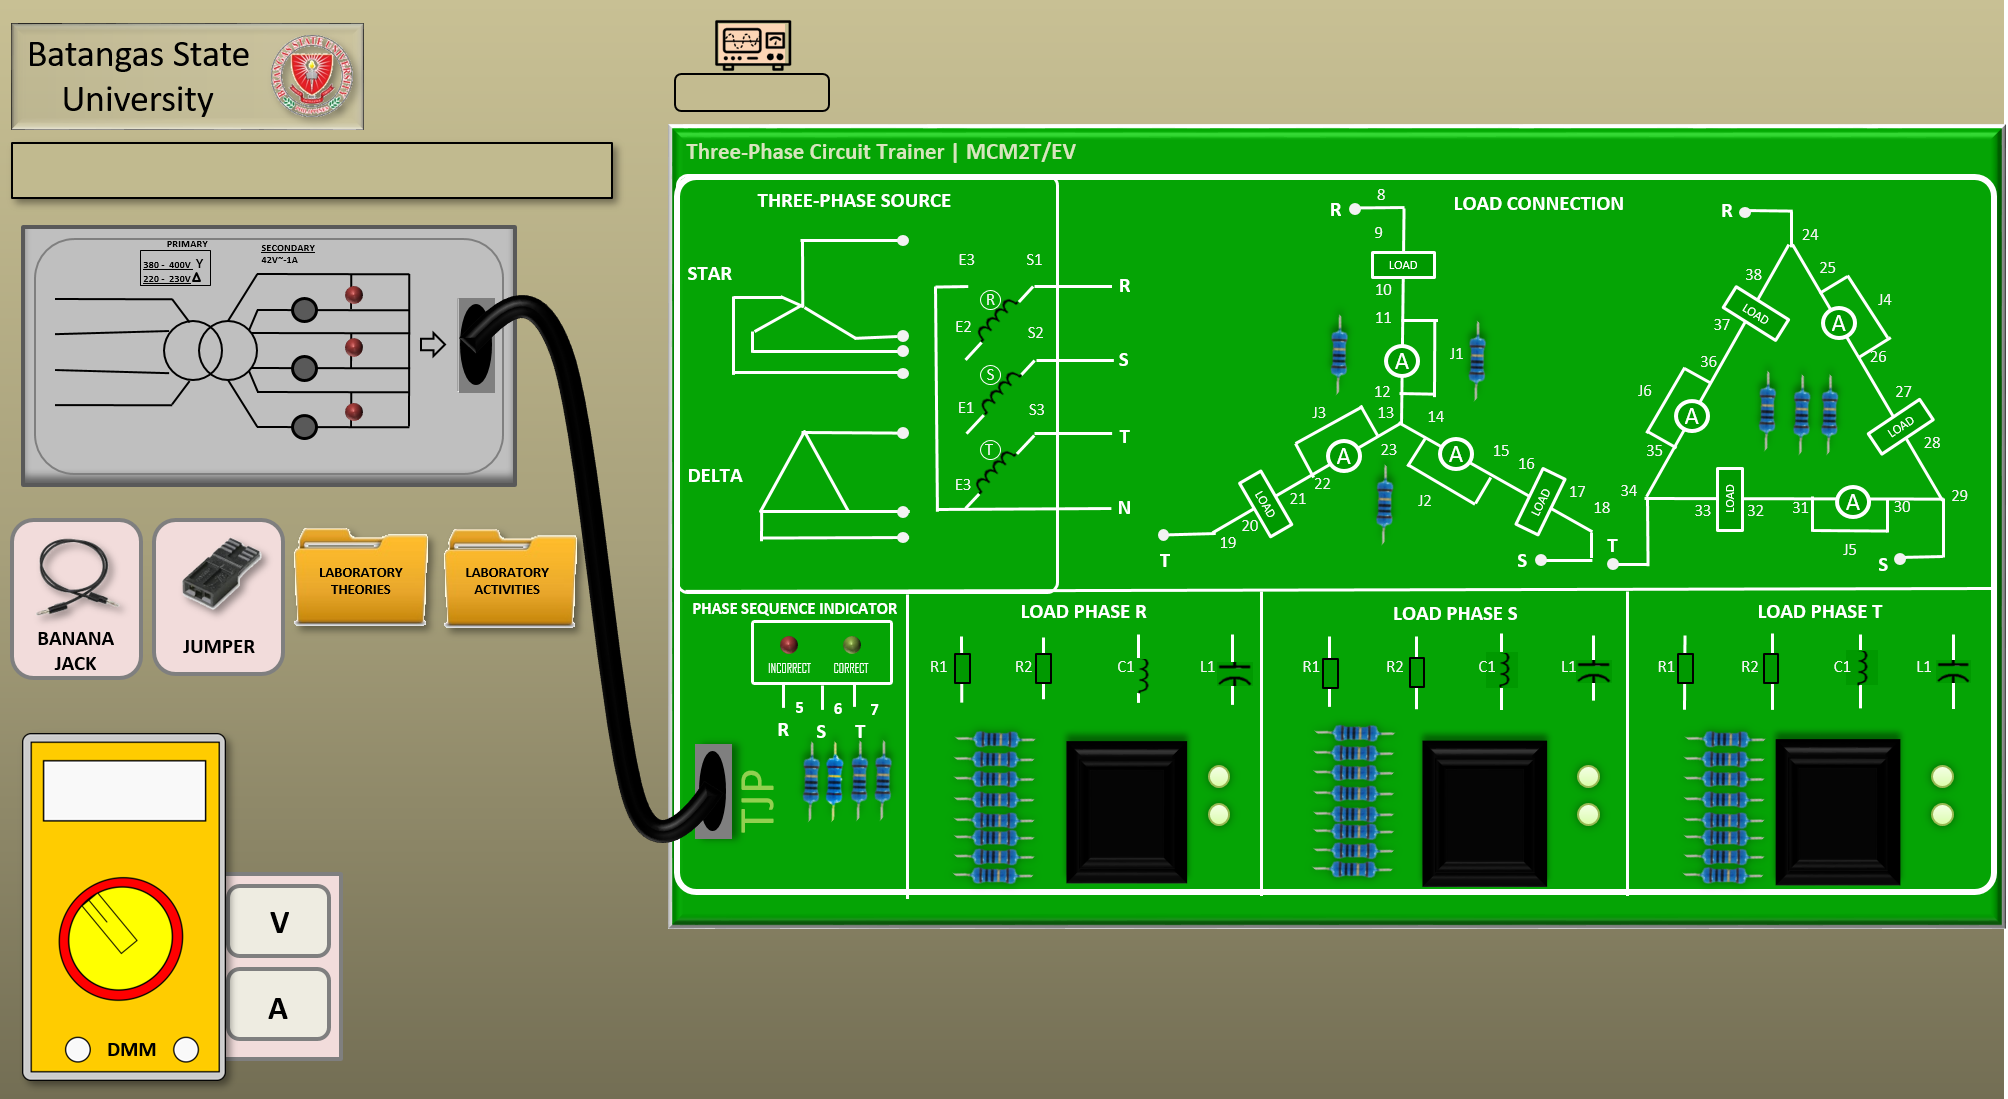 Batangas State
University
PRIMARY
380 - 400V Y
220 - 230V Δ
SECONDARY
42V~-1A
BANANA
JACK
JUMPER
LABORATORY
THEORIES
LABORATORY
ACTIVITIES
DMM
V
A
Three-Phase Circuit Trainer | MCM2T/EV
THREE-PHASE SOURCE
STAR
DELTA
E3 S1
R
R
E2 S2
S
S
E1 S3
T
T
E3
N
LOAD CONNECTION
R 8
9
LOAD
10
11
A
J1
12
13
14
J3
A
23
22
21
LOAD
20
19
T
A
J2
15
16
LOAD
17
18
S
R
24
25
38
J4
A
LOAD
37
26
36
27
J6
A
LOAD
28
35
34
33
LOAD
32
31
A
30
29
J5
T
S
PHASE SEQUENCE INDICATOR
INCORRECT CORRECT
5 6 7
R S T
TJP
LOAD PHASE R
R1 R2 C1 L1
LOAD PHASE S
R1 R2 C1 L1
LOAD PHASE T
R1 R2 C1 L1